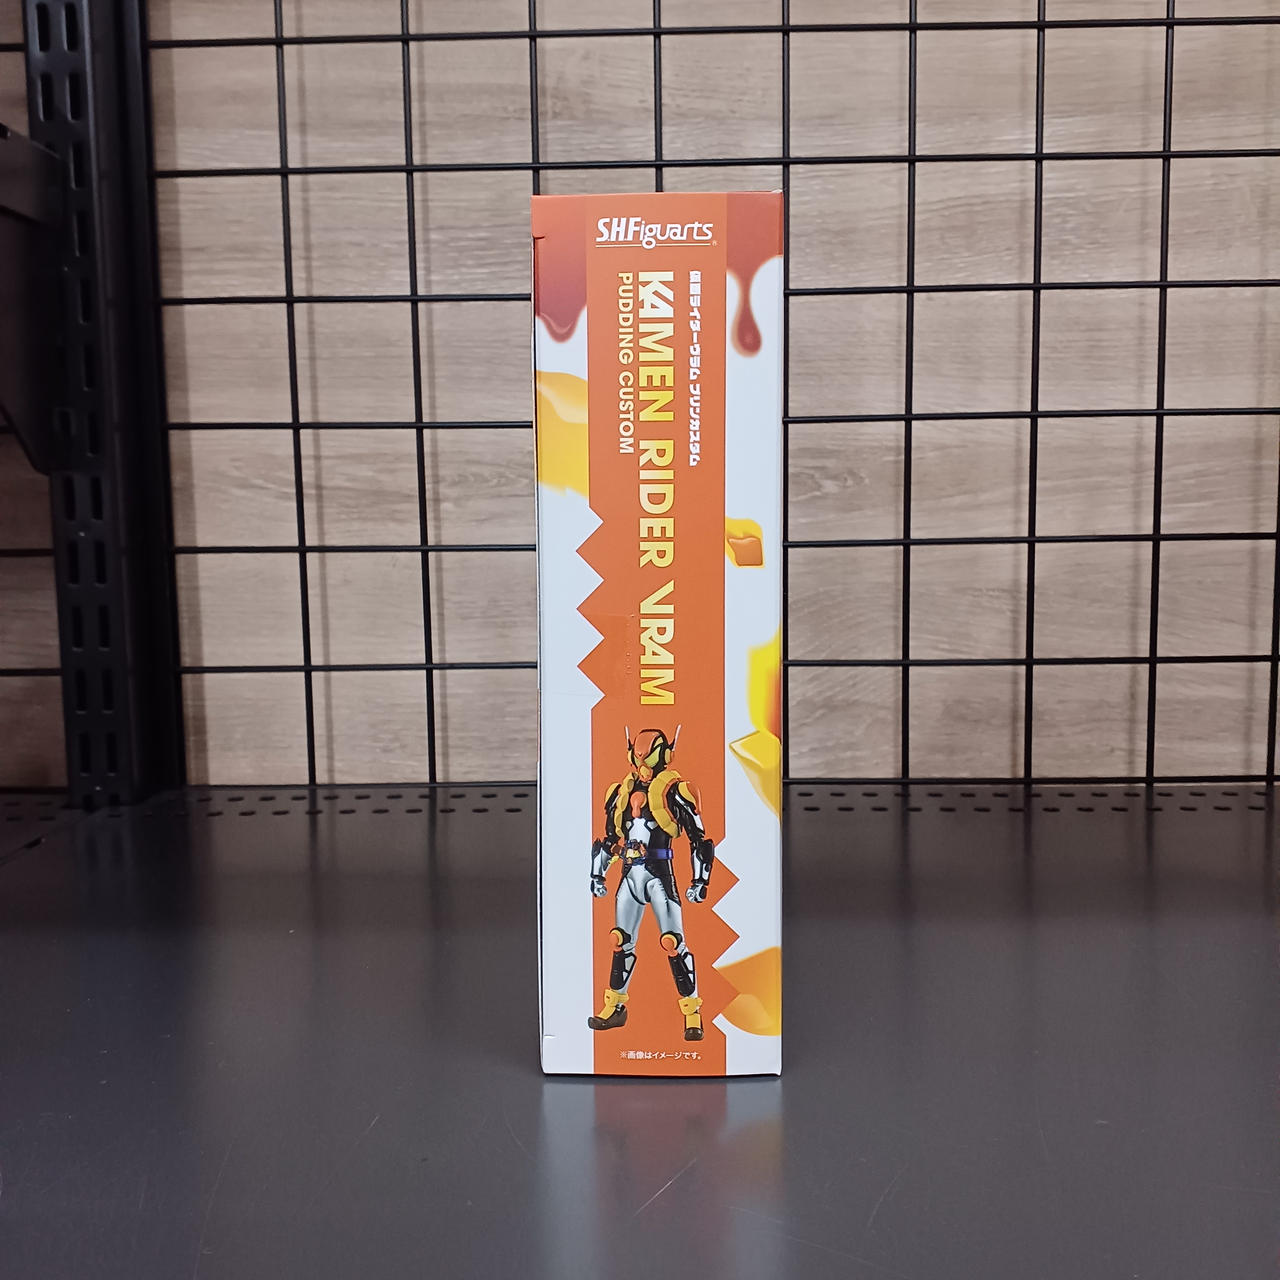 S.H.Figuarts
®
仮面ライダーヴラム プリンカスタム
KAMEN RIDER VRAM
PUDDING CUSTOM
※画像はイメージです。